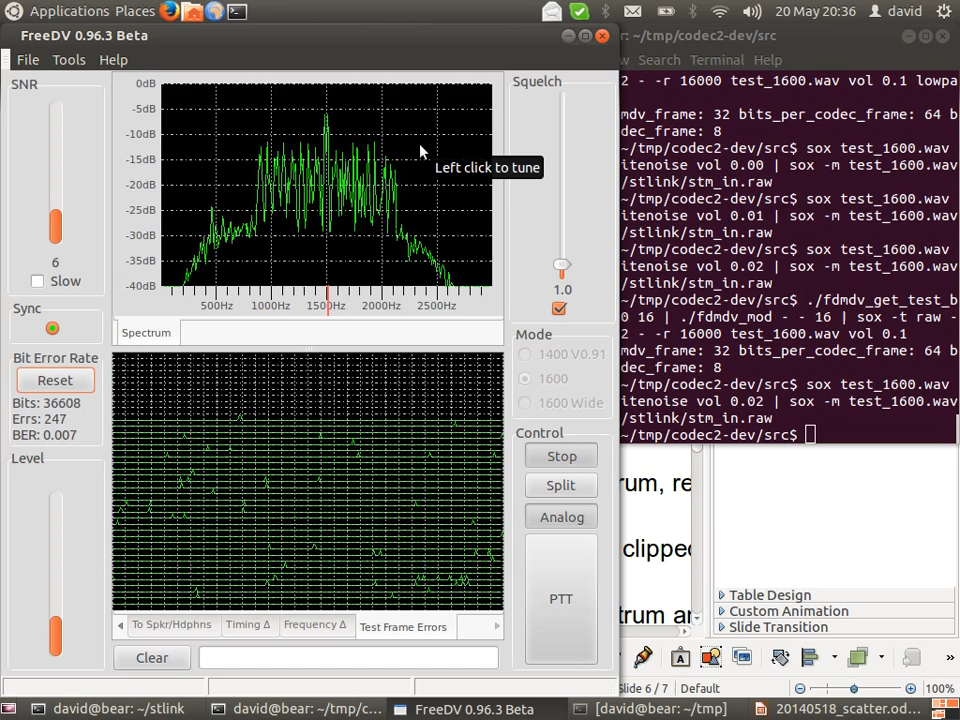 Applications Places
20 May 20:36
david
FreeDV 0.96.3 Beta
: ~/tmp/codec2-dev/src
File Tools Help
w Search Terminal Help
SNR
6
Slow
Sync
Bit Error Rate
Reset
Bits: 36608
Errs: 247
BER: 0.007
Level
0dB
-5dB
-10dB
-15dB
-20dB
-25dB
-30dB
-35dB
-40dB
500Hz 1000Hz 1500Hz 2000Hz 2500Hz
Left click to tune
Spectrum
To Spkr/Hdphns Timing Δ Frequency Δ Test Frame Errors
Clear
Squelch
1.0
Mode
1400 V0.91
1600
1600 Wide
Control
Stop
Split
Analog
PTT
2 - -r 16000 test_1600.wav vol 0.1 lowpa
mdv_frame: 32 bits_per_codec_frame: 64 b
dec_frame: 8
~/tmp/codec2-dev/src$ sox test_1600.wav
itenoise vol 0.00 | sox -m test_1600.wav
/stlink/stm_in.raw
~/tmp/codec2-dev/src$ sox test_1600.wav
itenoise vol 0.01 | sox -m test_1600.wav
/stlink/stm_in.raw
~/tmp/codec2-dev/src$ sox test_1600.wav
itenoise vol 0.02 | sox -m test_1600.wav
/stlink/stm_in.raw
~/tmp/codec2-dev/src$ ./fdmdv_get_test_b
0 16 | ./fdmdv_mod - - 16 | sox -t raw -
2 - -r 16000 test_1600.wav vol 0.1
mdv_frame: 32 bits_per_codec_frame: 64 b
dec_frame: 8
~/tmp/codec2-dev/src$ sox test_1600.wav
itenoise vol 0.02 | sox -m test_1600.wav
/stlink/stm_in.raw
~/tmp/codec2-dev/src$
rum, re
clipped
trum an
Table Design
Custom Animation
Slide Transition
Slide 6 / 7 Default 100%
david@bear: ~/stlink
david@bear: ~/tmp/c...
FreeDV 0.96.3 Beta
[david@bear: ~/tmp]
20140518_scatter.od...